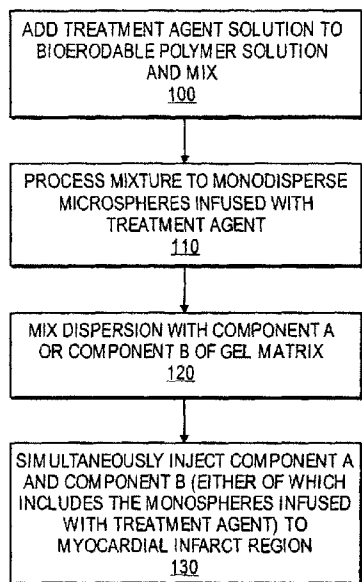 ADD TREATMENT AGENT SOLUTION TO
BIOERODABLE POLYMER SOLUTION
AND MIX
100
PROCESS MIXTURE TO MONODISPERSE
MICROSPHERES INFUSED WITH
TREATMENT AGENT
110
MIX DISPERSION WITH COMPONENT A
OR COMPONENT B OF GEL MATRIX
120
SIMULTANEOUSLY INJECT COMPONENT A
AND COMPONENT B (EITHER OF WHICH
INCLUDES THE MONOSPHERES INFUSED
WITH TREATMENT AGENT) TO
MYOCARDIAL INFARCT REGION
130